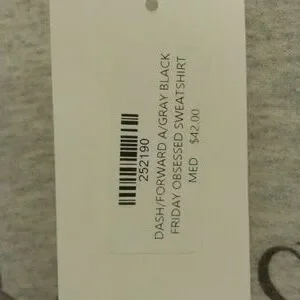 252190
DASH/FORWARD A/GRAY BLACK
FRIDAY OBSESSED SWEATSHIRT
MED $42.00